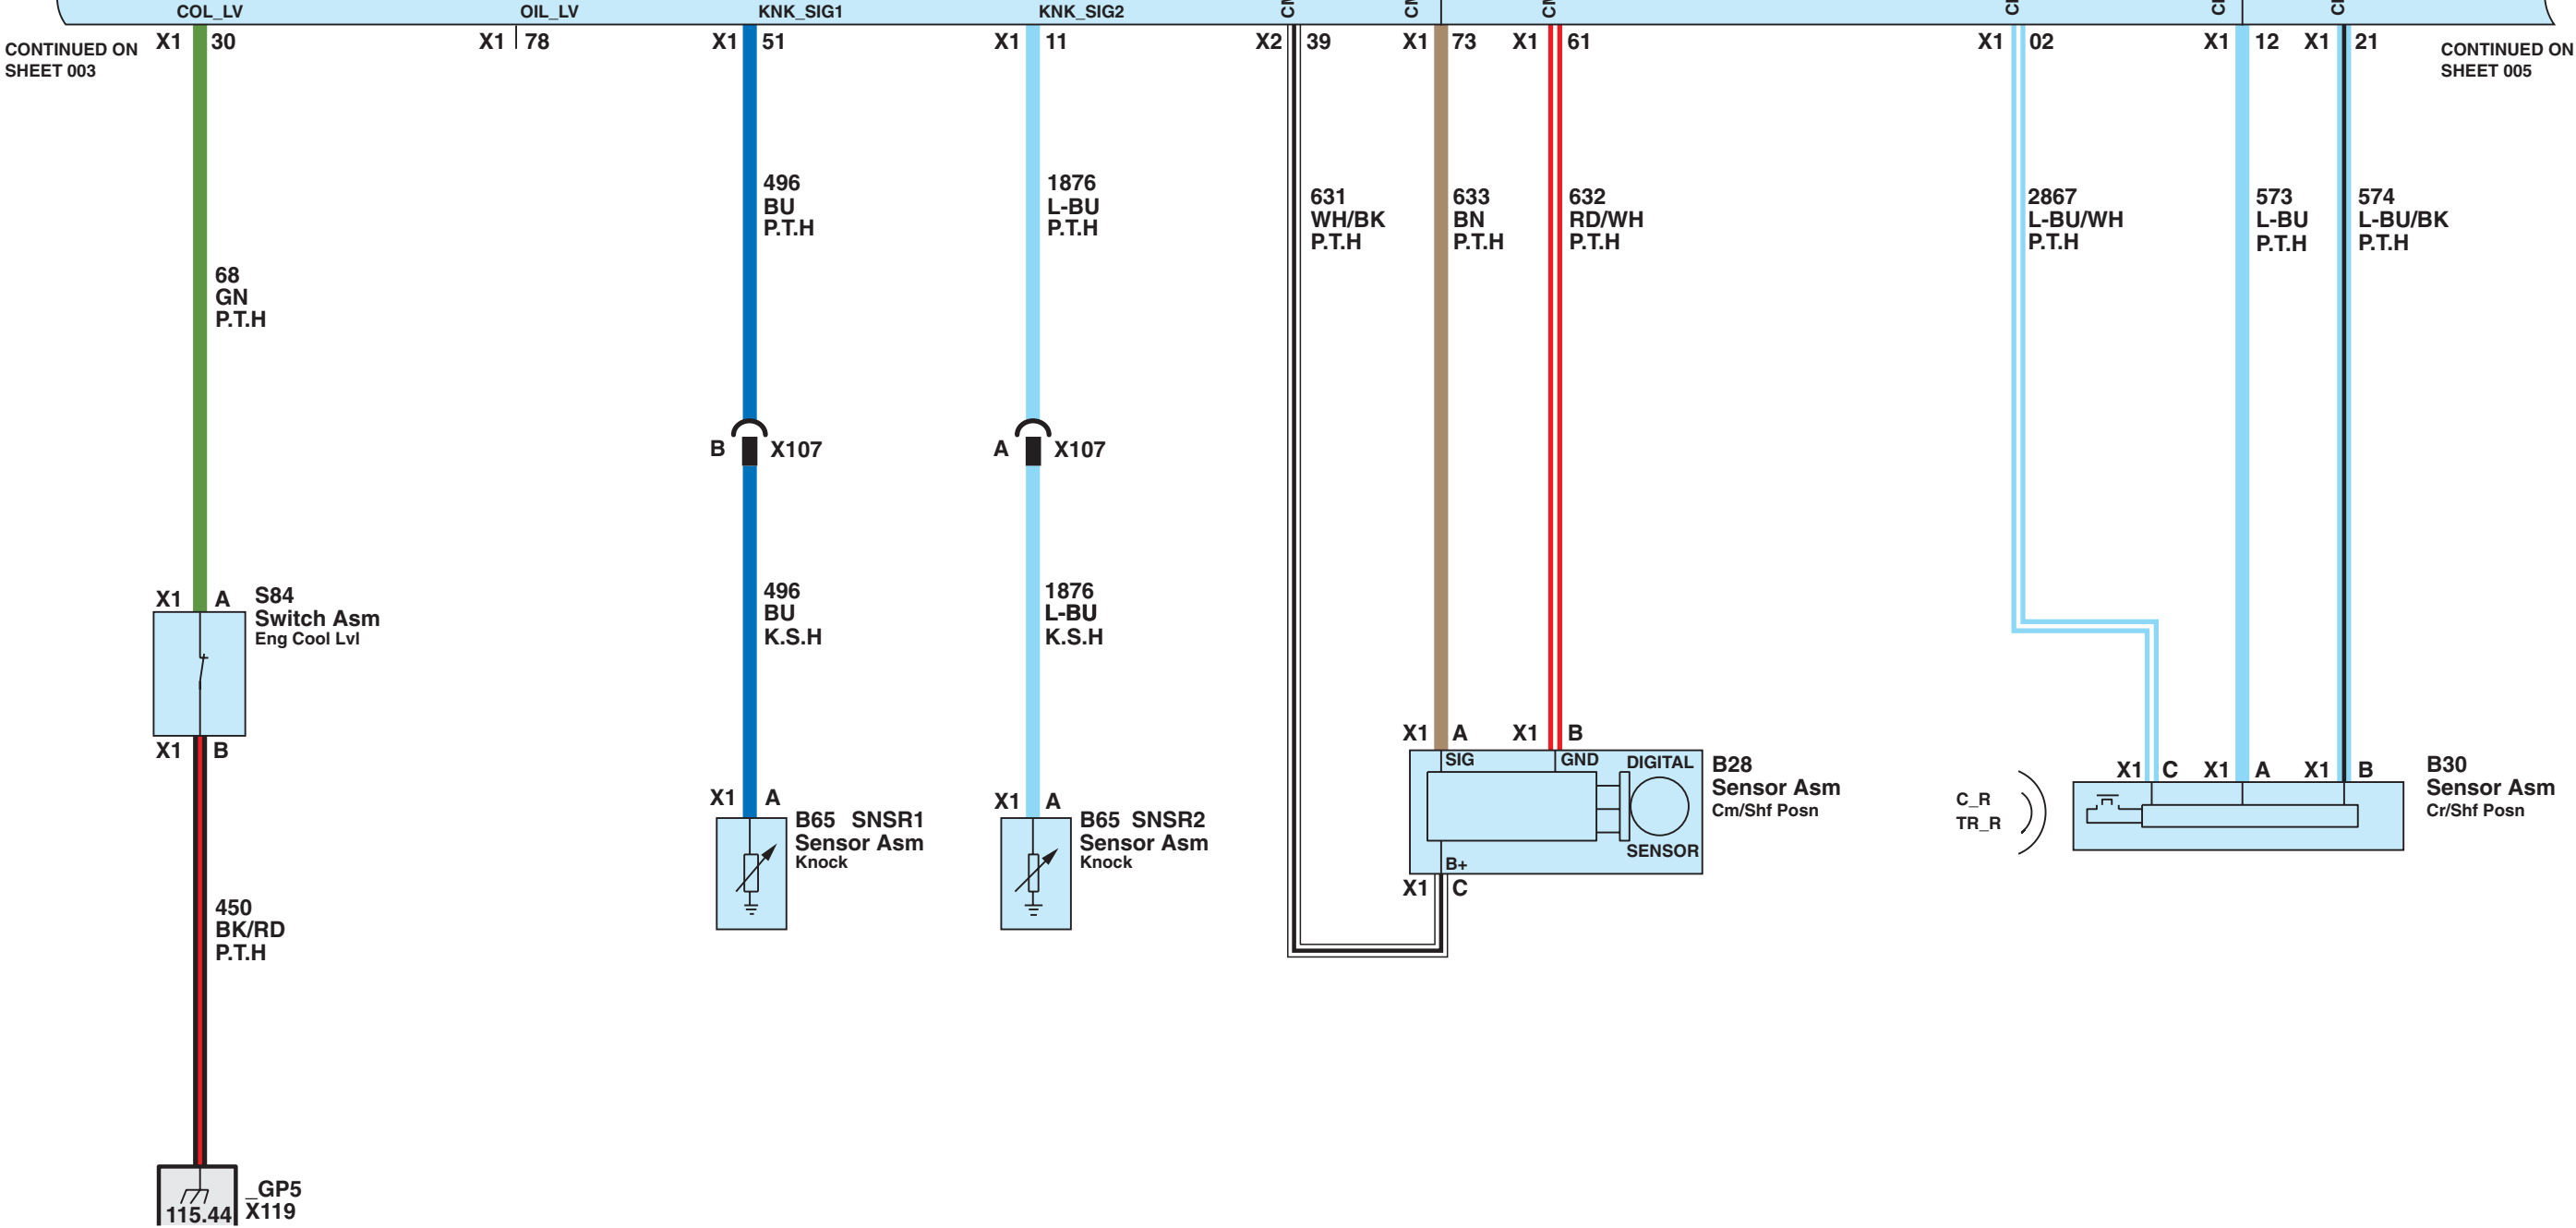 COL_LV OIL_LV KNK_SIG1 KNK_SIG2
CONTINUED ON
SHEET 003
X1 30
X1 78
X1 51
X1 11
X2 39
X1 73
X1 61
X1 02
X1 12
X1 21
CONTINUED ON
SHEET 005
496
BU
P.T.H
1876
L-BU
P.T.H
631
WH/BK
P.T.H
633
BN
P.T.H
632
RD/WH
P.T.H
2867
L-BU/WH
P.T.H
573
L-BU
P.T.H
574
L-BU/BK
P.T.H
68
GN
P.T.H
B X107
A X107
X1 A
S84
Switch Asm
Eng Cool Lvl
X1 B
496
BU
K.S.H
1876
L-BU
K.S.H
X1 A
B65 SNSR1
Sensor Asm
Knock
X1 A
B65 SNSR2
Sensor Asm
Knock
X1 A
X1 B
SIG
GND
DIGITAL
SENSOR
B+
X1 C
B28
Sensor Asm
Cm/Shf Posn
C_R
TR_R
X1 C
X1 A
X1 B
B30
Sensor Asm
Cr/Shf Posn
450
BK/RD
P.T.H
_GP5
X119
115.44